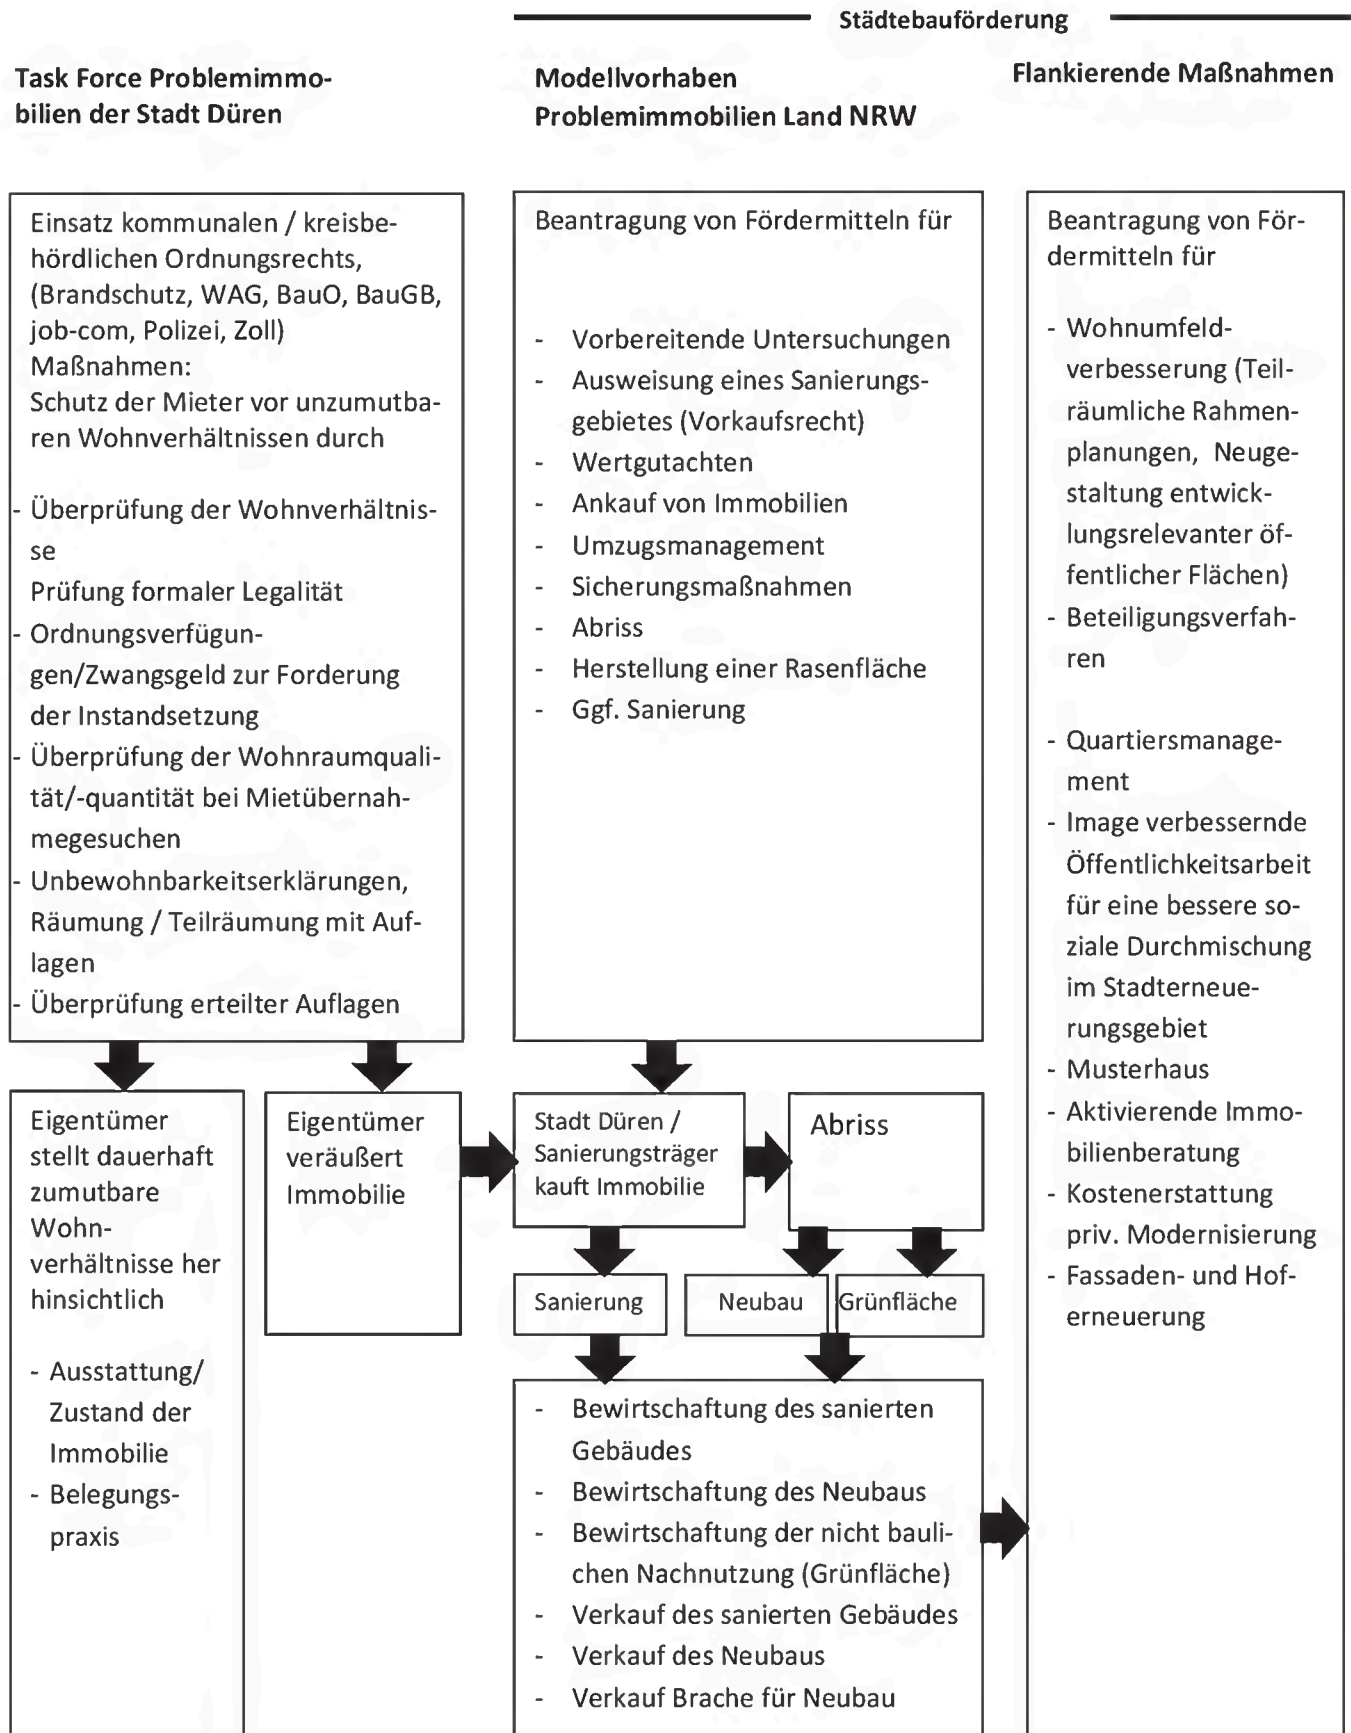 Städtebauförderung
Task Force Problemimmo-
bilien der Stadt Düren
Modellvorhaben
Problemimmobilien Land NRW
Flankierende Maßnahmen
Einsatz kommunalen / kreisbe-
hördlichen Ordnungsrechts,
(Brandschutz, WAG, BauO, BauGB,
job-com, Polizei, Zoll)
Maßnahmen:
Schutz der Mieter vor unzumutba-
ren Wohnverhältnissen durch
- Überprüfung der Wohnverhältnis-
se
Prüfung formaler Legalität
- Ordnungsverfügun-
gen/Zwangsgeld zur Forderung
der Instandsetzung
- Überprüfung der Wohnraumquali-
tät/-quantität bei Mietübernah-
megesuchen
- Unbewohnbarkeitserklärungen,
Räumung / Teilräumung mit Auf-
lagen
- Überprüfung erteilter Auflagen
Beantragung von Fördermitteln für
- Vorbereitende Untersuchungen
- Ausweisung eines Sanierungs-
gebietes (Vorkaufsrecht)
- Wertgutachten
- Ankauf von Immobilien
- Umzugsmanagement
- Sicherungsmaßnahmen
- Abriss
- Herstellung einer Rasenfläche
- Ggf. Sanierung
Beantragung von För-
dermitteln für
- Wohnumfeld-
verbesserung (Teil-
räumliche Rahmen-
planungen, Neuge-
staltung entwick-
lungsrelevanter öf-
fentlicher Flächen)
- Beteiligungsverfah-
ren
- Quartiersmanage-
ment
- Image verbessernde
Öffentlichkeitsarbeit
für eine bessere so-
ziale Durchmischung
im Stadterneue-
rungsgebiet
- Musterhaus
- Aktivierende Immo-
bilienberatung
- Kostenerstattung
priv. Modernisierung
- Fassaden- und Hof-
erneuerung
Eigentümer
stellt dauerhaft
zumutbare
Wohn-
verhältnisse her
hinsichtlich
- Ausstattung/
Zustand der
Immobilie
- Belegungs-
praxis
Eigentümer
veräußert
Immobilie
Stadt Düren /
Sanierungsträger
kauft Immobilie
Abriss
Sanierung
Neubau
Grünfläche
- Bewirtschaftung des sanierten
Gebäudes
- Bewirtschaftung des Neubaus
- Bewirtschaftung der nicht bauli-
chen Nachnutzung (Grünfläche)
- Verkauf des sanierten Gebäudes
- Verkauf des Neubaus
- Verkauf Brache für Neubau